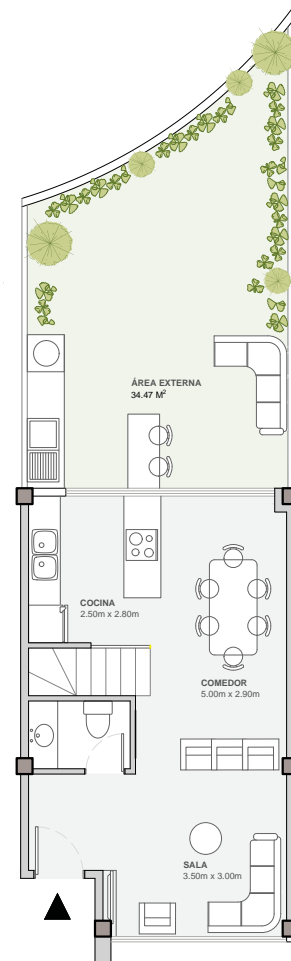 ÁREA EXTERNA
34.47 M²
COCINA
2.50m x 2.80m
COMEDOR
5.00m x 2.90m
SALA
3.50m x 3.00m